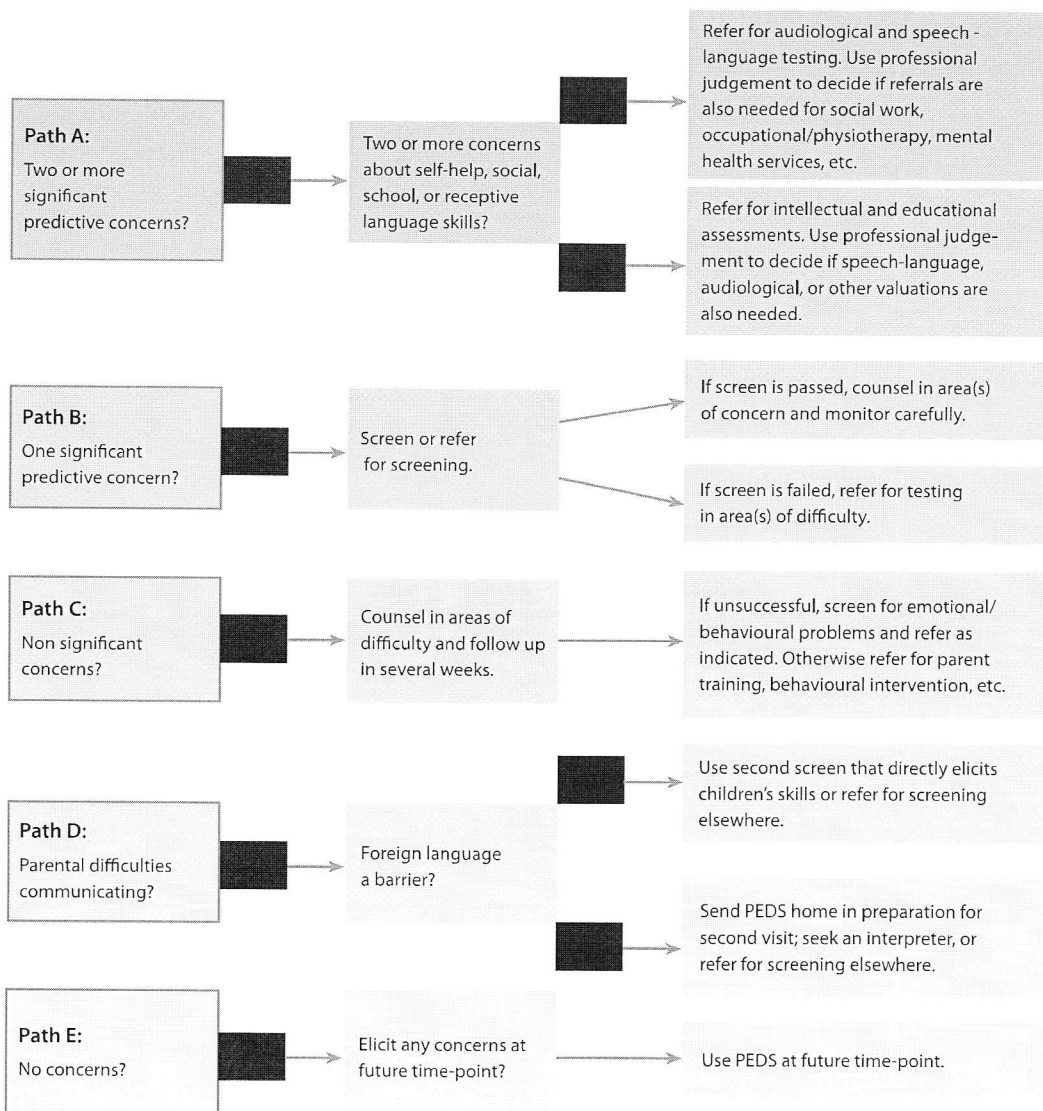 Path A:
Two or more
significant
predictive concerns?
Two or more concerns
about self-help, social,
school, or receptive
language skills?
Refer for audiological and speech -
language testing. Use professional
judgement to decide if referrals are
also needed for social work,
occupational/physiotherapy, mental
health services, etc.
Refer for intellectual and educational
assessments. Use professional judge-
ment to decide if speech-language,
audiological, or other valuations are
also needed.
Path B:
One significant
predictive concern?
Screen or refer
for screening.
If screen is passed, counsel in area(s)
of concern and monitor carefully.
If screen is failed, refer for testing
in area(s) of difficulty.
Path C:
Non significant
concerns?
Counsel in areas of
difficulty and follow up
in several weeks.
If unsuccessful, screen for emotional/
behavioural problems and refer as
indicated. Otherwise refer for parent
training, behavioural intervention, etc.
Path D:
Parental difficulties
communicating?
Foreign language
a barrier?
Use second screen that directly elicits
children's skills or refer for screening
elsewhere.
Send PEDS home in preparation for
second visit; seek an interpreter, or
refer for screening elsewhere.
Path E:
No concerns?
Elicit any concerns at
future time-point?
Use PEDS at future time-point.